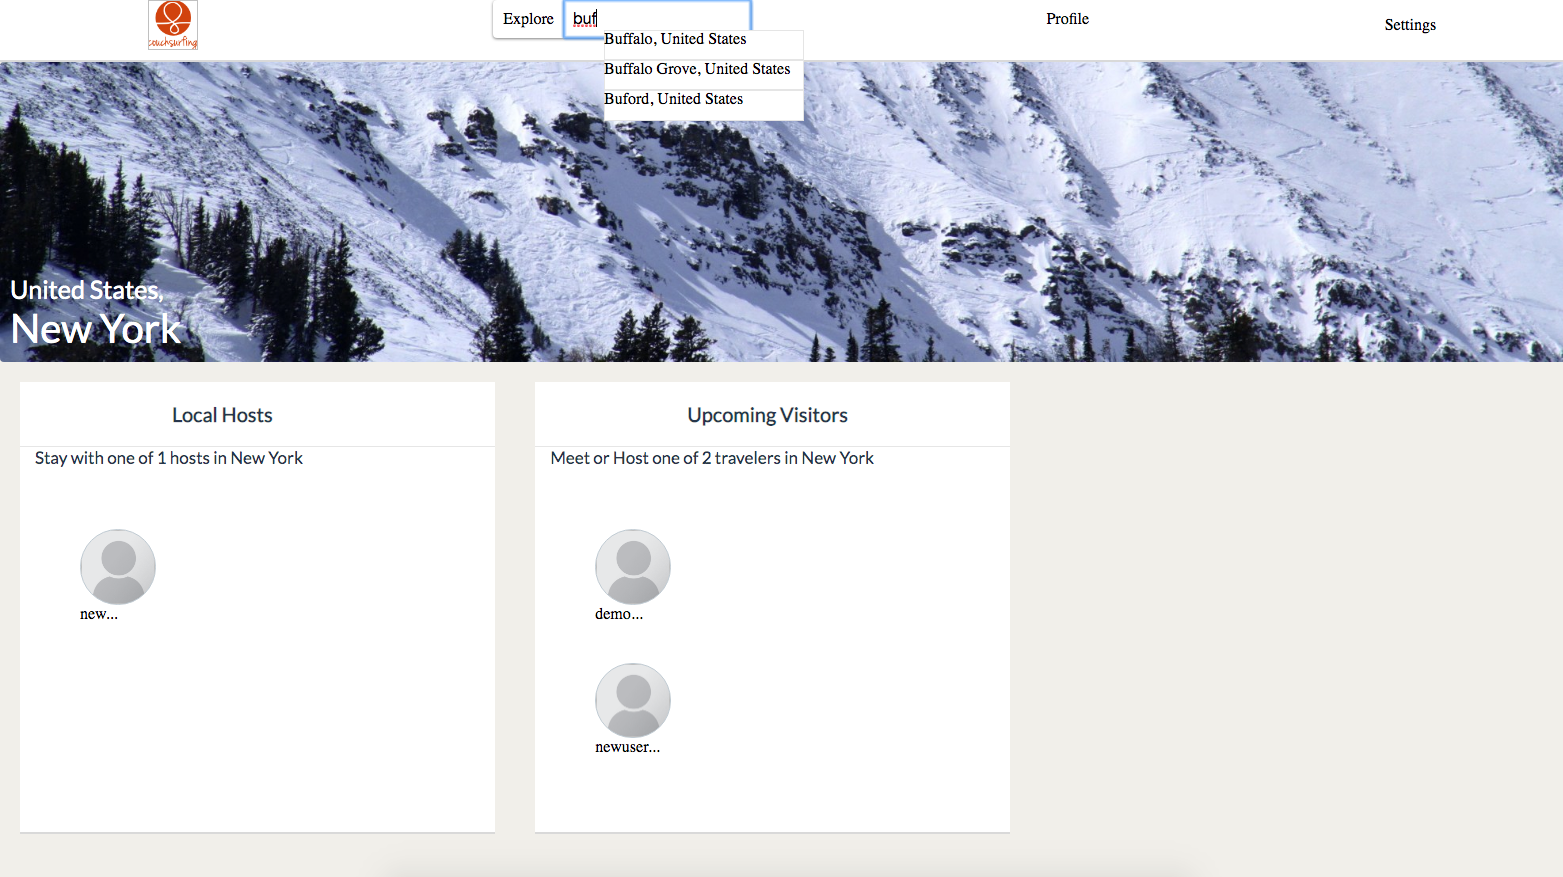 couchsurfing
Explore
buf
Profile
Settings
Buffalo, United States
Buffalo Grove, United States
Buford, United States
United States,
New York
Local Hosts
Stay with one of 1 hosts in New York
new...
Upcoming Visitors
Meet or Host one of 2 travelers in New York
demo...
newuser...